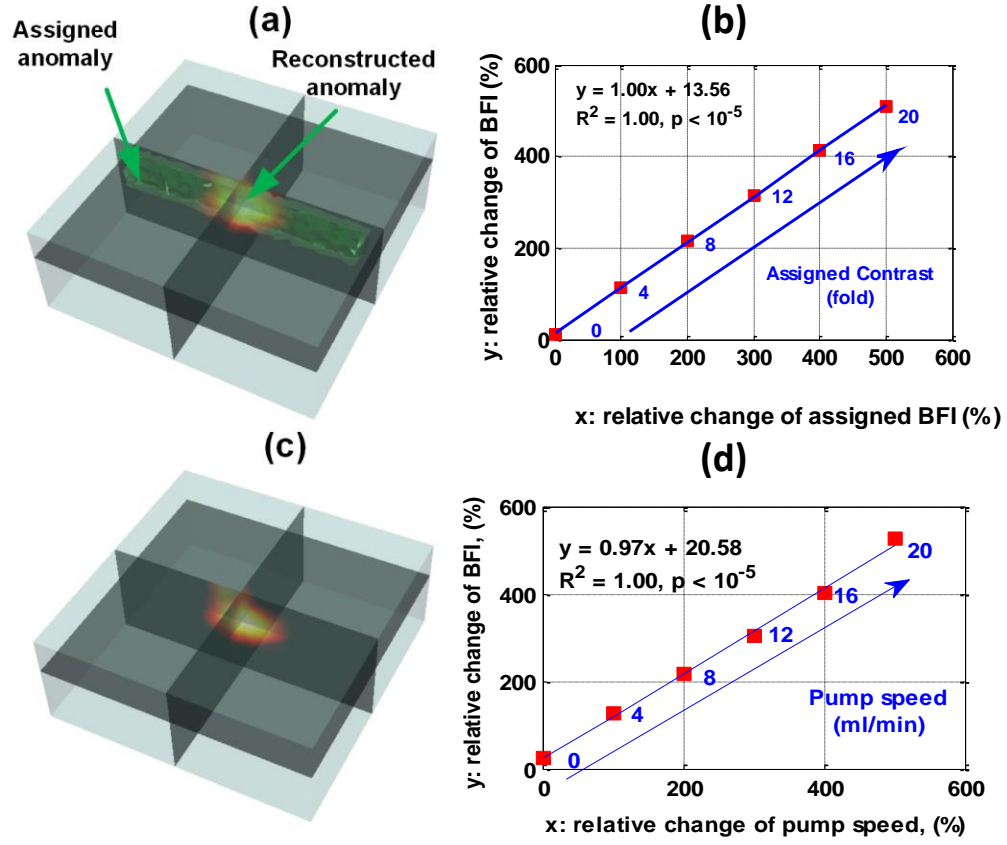 (a)
Assigned
anomaly
Reconstructed
anomaly
(b)
y: relative change of BFI (%)
600
400
200
0
y = 1.00x + 13.56
R² = 1.00, p < 10⁻⁵
20
16
12
8
4
0
Assigned Contrast
(fold)
0 100 200 300 400 500 600
x: relative change of assigned BFI (%)
(c)
(d)
y: relative change of BFI, (%)
600
400
200
0
y = 0.97x + 20.58
R² = 1.00, p < 10⁻⁵
20
16
12
8
4
0
Pump speed
(ml/min)
0 200 400 600
x: relative change of pump speed, (%)